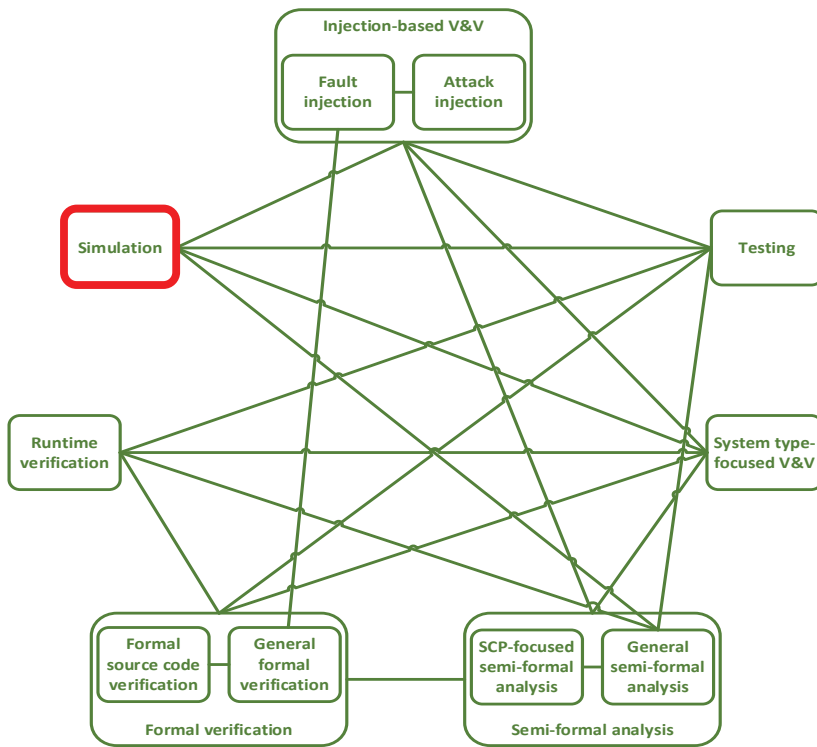 Injection-based V&V
Fault
injection
Attack
injection
Simulation
Testing
Runtime
verification
System type-
focused V&V
Formal
source code
verification
General
formal
verification
Formal verification
SCP-focused
semi-formal
analysis
General
semi-formal
analysis
Semi-formal analysis